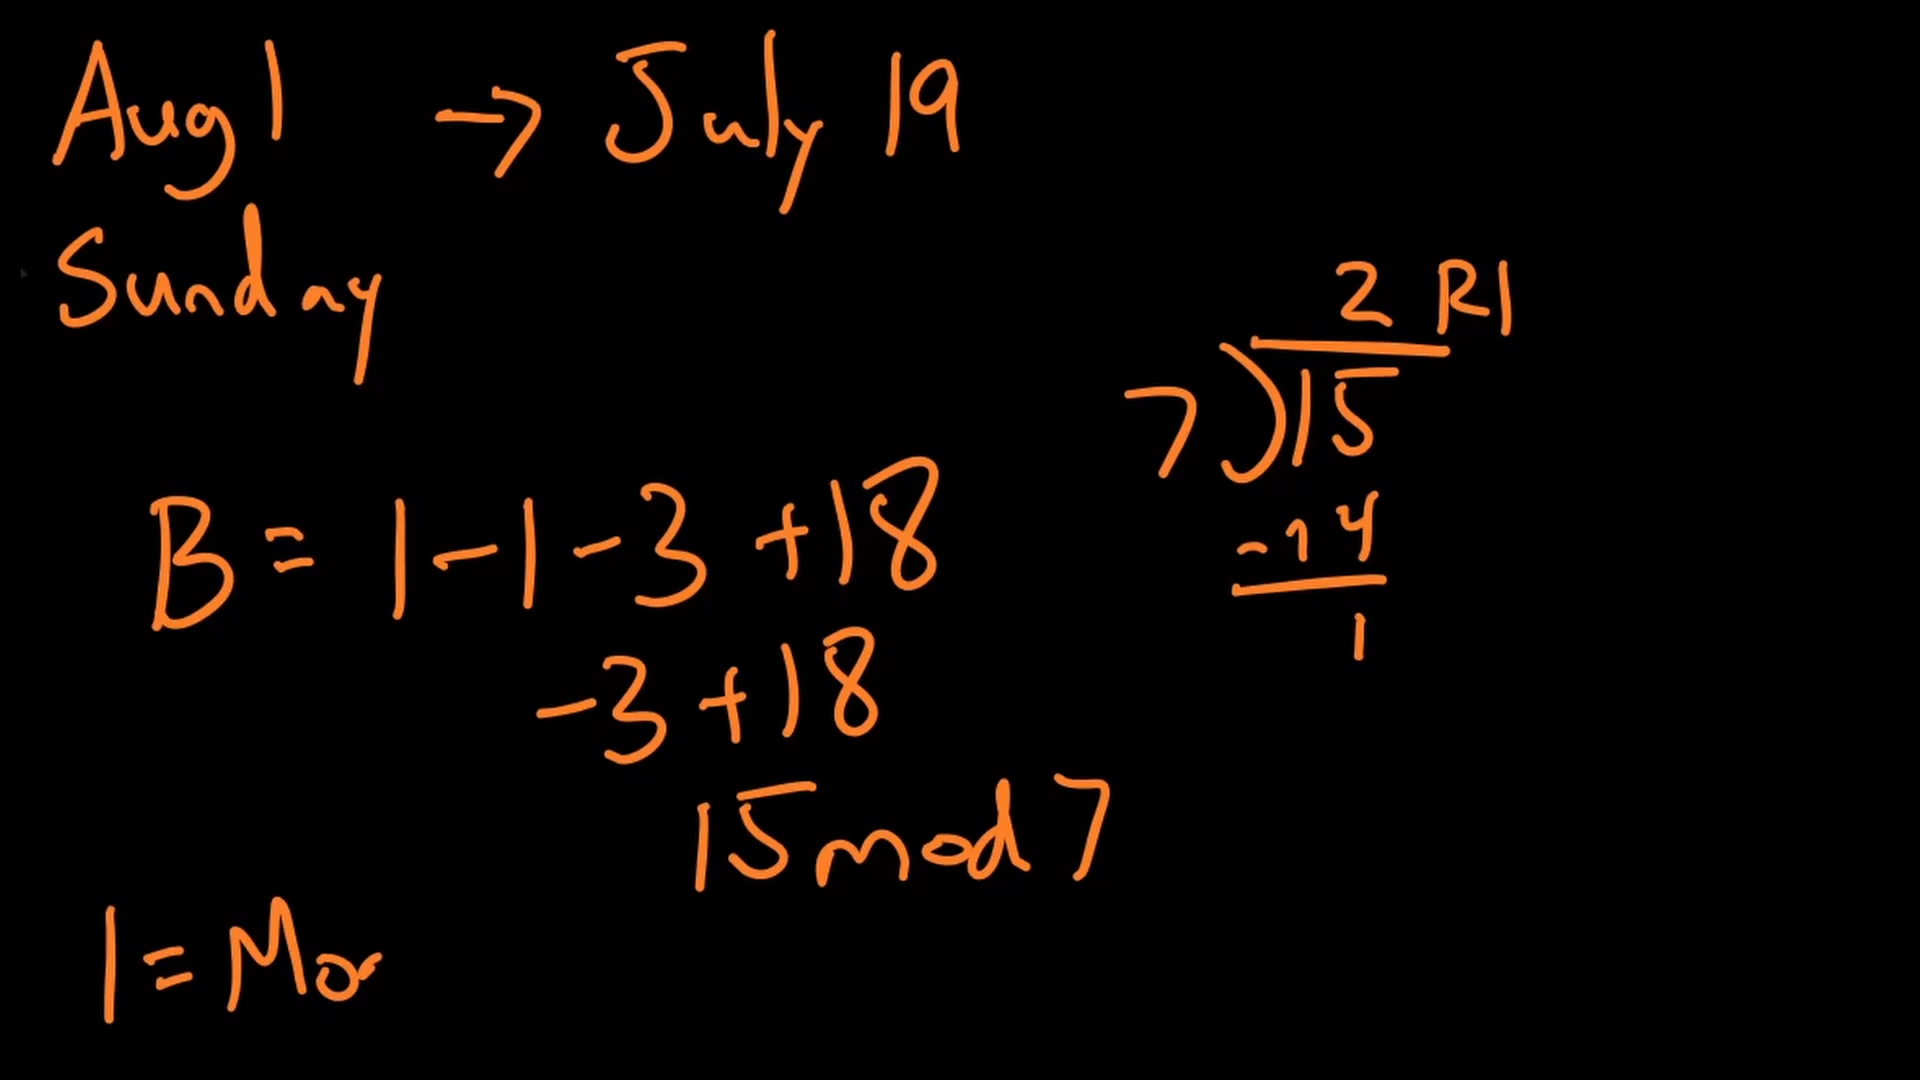 Aug 1 → July 19
Sunday
2 R1
7)15
-14
1
B = 1-1-3+18
-3+18
15 mod 7
1 = Mo